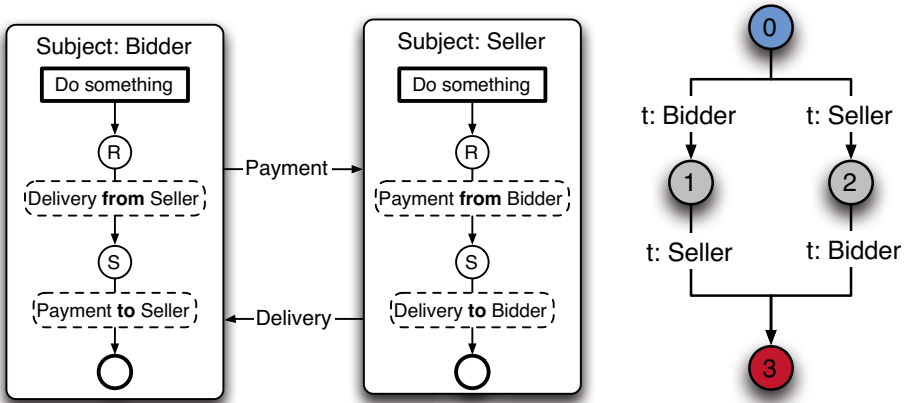 Subject: Bidder
Do something
R
Delivery from Seller
S
Payment to Seller
Payment
Delivery
Subject: Seller
Do something
R
Payment from Bidder
S
Delivery to Bidder
0
t: Bidder
t: Seller
1
2
t: Seller
t: Bidder
3